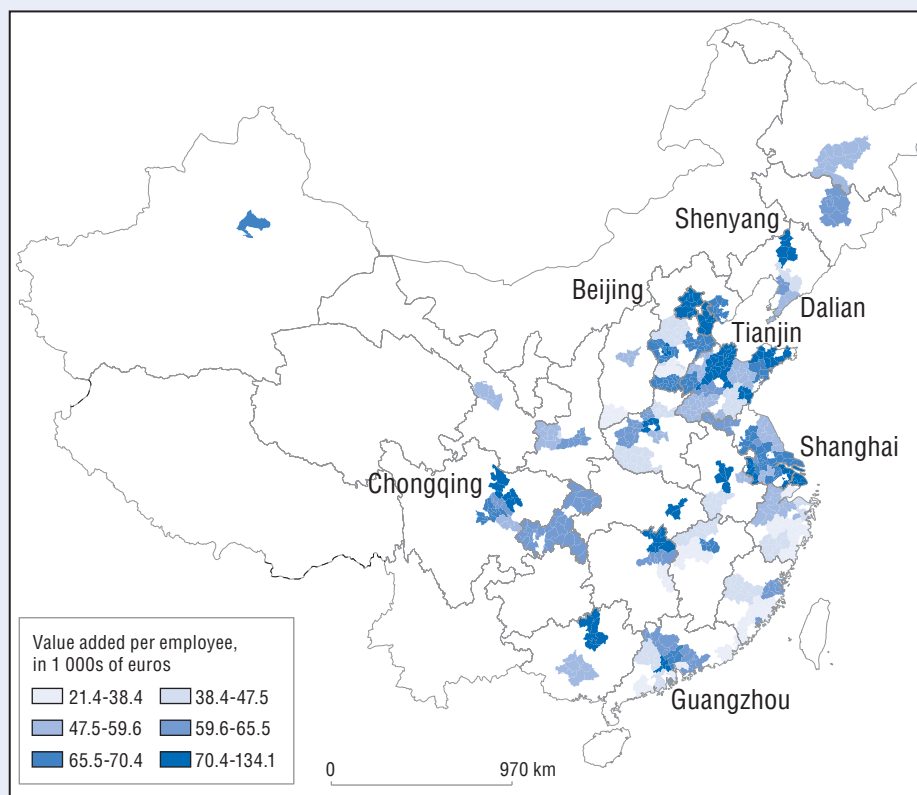 Shenyang
Beijing
Dalian
Tianjin
Shanghai
Chongqing
Guangzhou
Value added per employee,
in 1 000s of euros
21.4-38.4 38.4-47.5
47.5-59.6 59.6-65.5
65.5-70.4 70.4-134.1
0 970 km